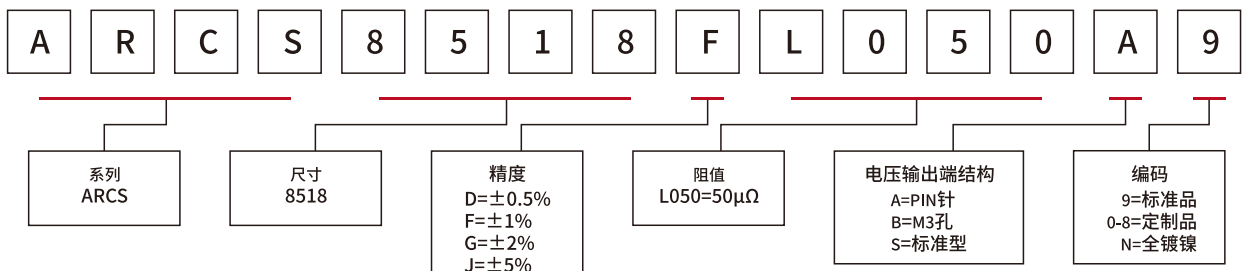 A R C S 8 5 1 8 F L 0 5 0 A 9
系列
ARCS
尺寸
8518
精度
D=±0.5%
F=±1%
G=±2%
J=±5%
阻值
L050=50μΩ
电压输出端结构
A=PIN针
B=M3孔
S=标准型
编码
9=标准品
0-8=定制品
N=全镀镍